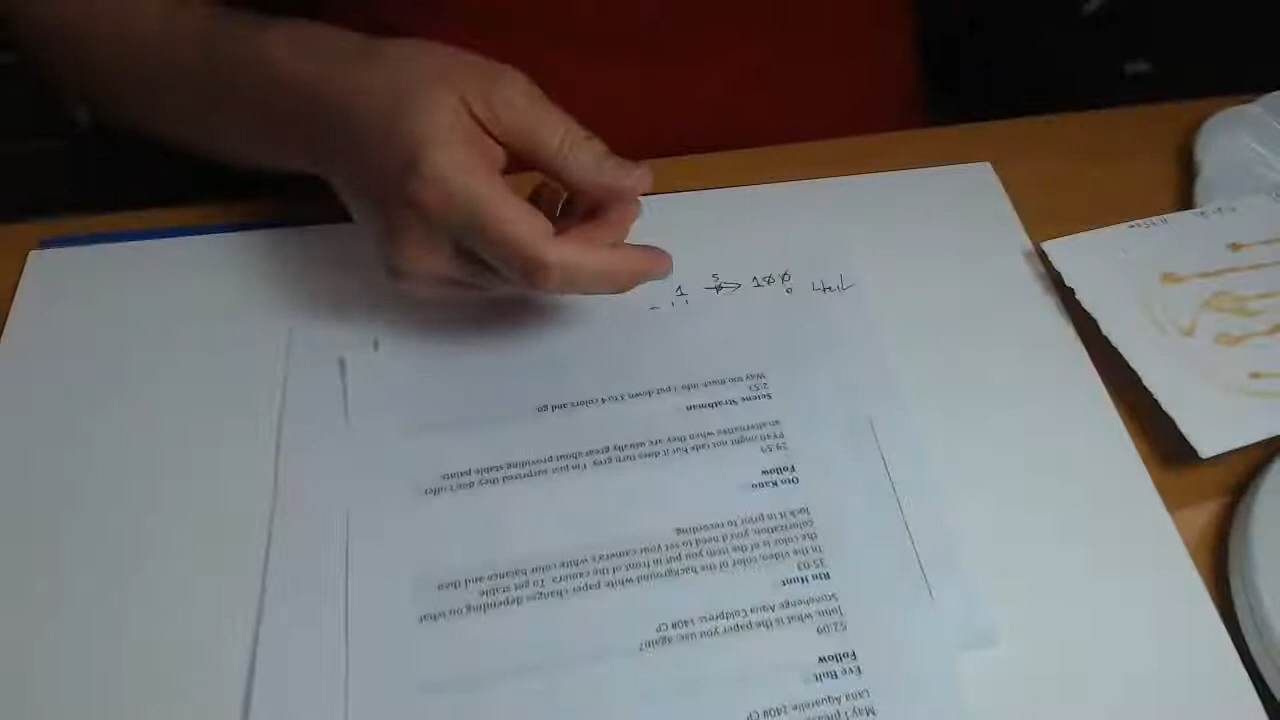 May I
Lana Aquarelle 140# CP
Eve Bolt
Follow
52:09
John, what is the paper you use, again?
Stonehenge Aqua Coldpress 140# CP
Rin Hunt
35:03
In the video, color of the background white paper changes depending on what
the color is of the item you put in front of the camera. To get stable
colorization, you'd need to set your camera's white color balance and then
lock it in prior to recording.
Oto Kano
Follow
29:59
PY40 might not fade but it does turn grey. I'm just surprised they don't offer
an alternative when they are usually great about providing stable paints
Selene Strathman
2:53
Way too much info. I put down 3 to 4 colors and go.